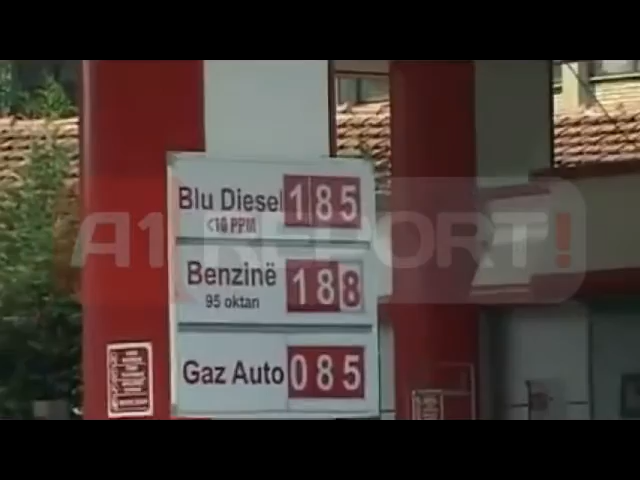 Blu Diesel 185
<10 PPM
Benzinë 188
95 oktan
Gaz Auto 085
A1 REPORT!